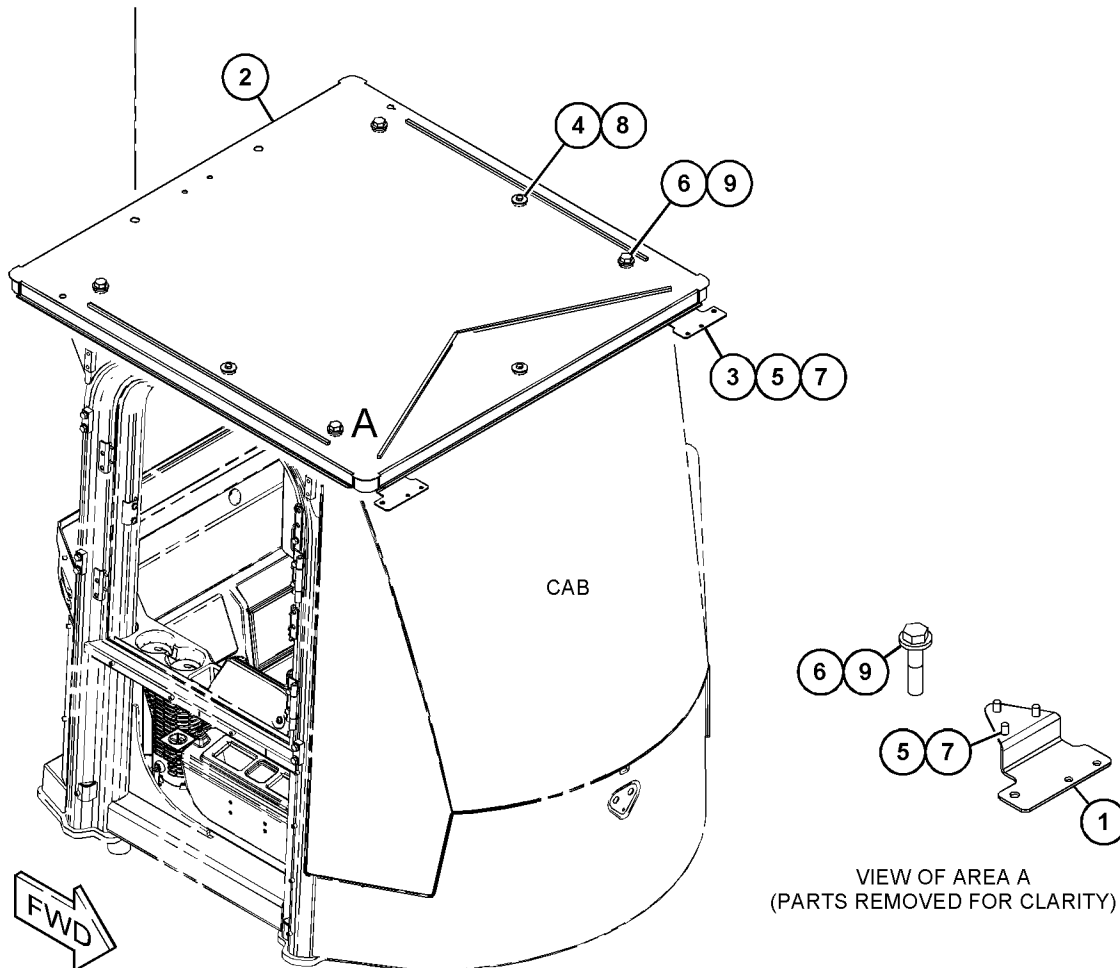 2
4 8
6 9
3 5 7
A
CAB
6 9
5 7
1
VIEW OF AREA A
(PARTS REMOVED FOR CLARITY)
FWD